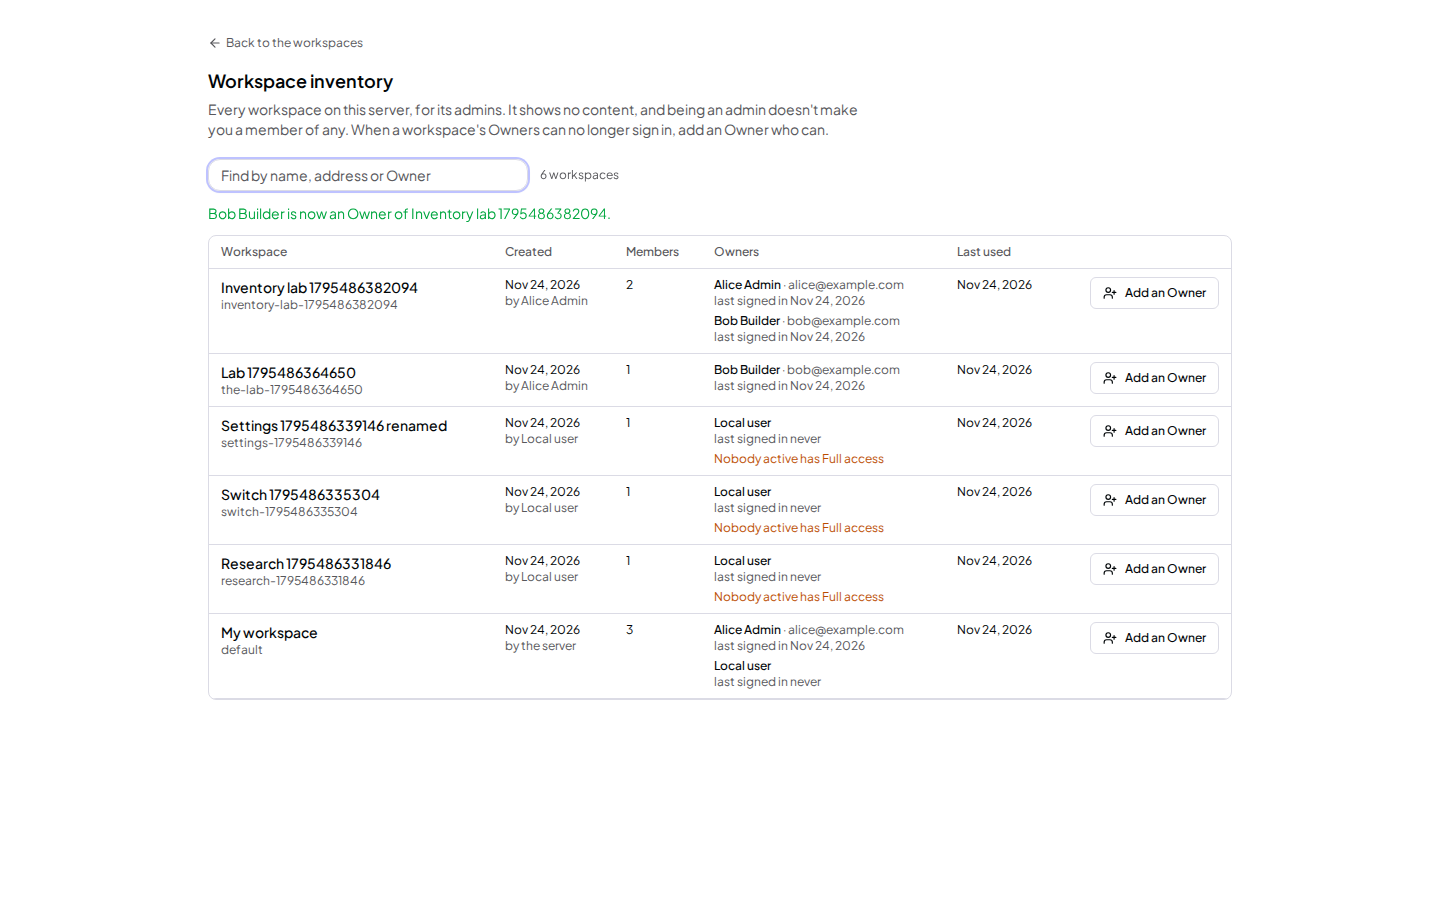 Back to the workspaces
Workspace inventory
Every workspace on this server, for its admins. It shows no content, and being an admin doesn't make
you a member of any. When a workspace's Owners can no longer sign in, add an Owner who can.
Find by name, address or Owner
6 workspaces
Bob Builder is now an Owner of Inventory lab 1795486382094.
Workspace Created Members Owners Last used
Inventory lab 1795486382094 Nov 24, 2026 2 Alice Admin · alice@example.com Nov 24, 2026 Add an Owner
inventory-lab-1795486382094 by Alice Admin last signed in Nov 24, 2026
Bob Builder · bob@example.com
last signed in Nov 24, 2026
Lab 1795486364650 Nov 24, 2026 1 Bob Builder · bob@example.com Nov 24, 2026 Add an Owner
the-lab-1795486364650 by Alice Admin last signed in Nov 24, 2026
Settings 1795486339146 renamed Nov 24, 2026 1 Local user Nov 24, 2026 Add an Owner
settings-1795486339146 by Local user last signed in never
Nobody active has Full access
Switch 1795486335304 Nov 24, 2026 1 Local user Nov 24, 2026 Add an Owner
switch-1795486335304 by Local user last signed in never
Nobody active has Full access
Research 1795486331846 Nov 24, 2026 1 Local user Nov 24, 2026 Add an Owner
research-1795486331846 by Local user last signed in never
Nobody active has Full access
My workspace Nov 24, 2026 3 Alice Admin · alice@example.com Nov 24, 2026 Add an Owner
default by the server last signed in Nov 24, 2026
Local user
last signed in never